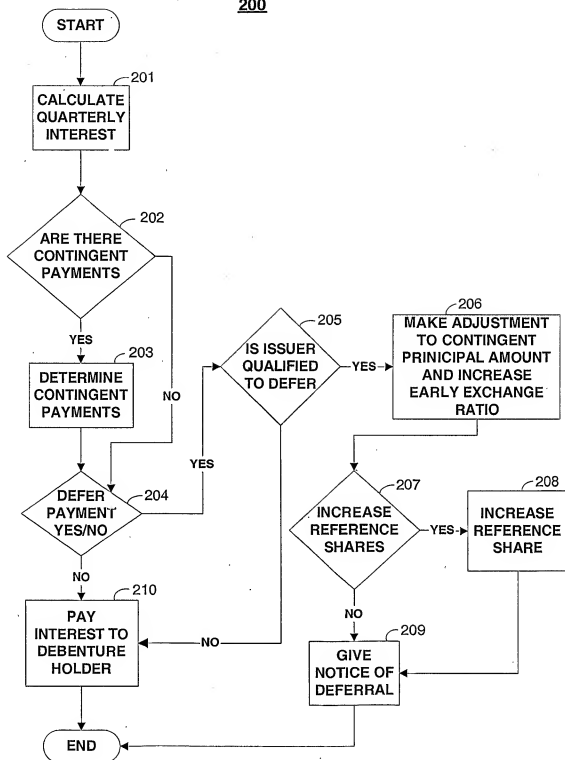 200
START
201
CALCULATE
QUARTERLY
INTEREST
202
ARE THERE
CONTINGENT
PAYMENTS
YES
203
DETERMINE
CONTINGENT
PAYMENTS
NO
DEFER
PAYMENT
YES/NO
204
YES
NO
205
IS ISSUER
QUALIFIED
TO DEFER
YES
206
MAKE ADJUSTMENT
TO CONTINGENT
PRINICIPAL AMOUNT
AND INCREASE
EARLY EXCHANGE
RATIO
207
INCREASE
REFERENCE
SHARES
YES
208
INCREASE
REFERENCE
SHARE
NO
209
GIVE
NOTICE OF
DEFERRAL
210
PAY
INTEREST TO
DEBENTURE
HOLDER
NO
END